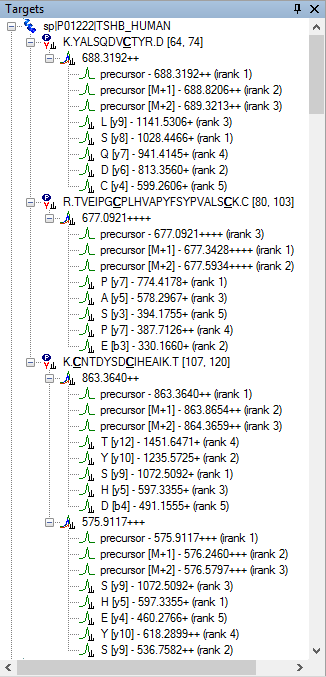 Targets
sp|P01222|TSHB_HUMAN
K.YALSQDVCTYR.D [64, 74]
688.3192++
precursor - 688.3192++ (rank 1)
precursor [M+1] - 688.8206++ (rank 2)
precursor [M+2] - 689.3213++ (rank 3)
L [y9] - 1141.5306+ (rank 3)
S [y8] - 1028.4466+ (rank 1)
Q [y7] - 941.4145+ (rank 4)
D [y6] - 813.3560+ (rank 2)
C [y4] - 599.2606+ (rank 5)
R.TVEIPGCPLHVAPYFSYPVALSCK.C [80, 103]
677.0921++++
precursor - 677.0921++++ (rank 3)
precursor [M+1] - 677.3428++++ (rank 1)
precursor [M+2] - 677.5934++++ (rank 2)
P [y7] - 774.4178+ (rank 1)
A [y5] - 578.2967+ (rank 3)
S [y3] - 394.1755+ (rank 5)
P [y7] - 387.7126++ (rank 4)
E [b3] - 330.1660+ (rank 2)
K.CNTDYSDCIHEAIK.T [107, 120]
863.3640++
precursor - 863.3640++ (rank 1)
precursor [M+1] - 863.8654++ (rank 2)
precursor [M+2] - 864.3659++ (rank 3)
T [y12] - 1451.6471+ (rank 4)
Y [y10] - 1235.5725+ (rank 2)
S [y9] - 1072.5092+ (rank 1)
H [y5] - 597.3355+ (rank 3)
D [b4] - 491.1555+ (rank 5)
575.9117+++
precursor - 575.9117+++ (rank 1)
precursor [M+1] - 576.2460+++ (rank 2)
precursor [M+2] - 576.5797+++ (rank 3)
S [y9] - 1072.5092+ (rank 3)
H [y5] - 597.3355+ (rank 1)
E [y4] - 460.2766+ (rank 5)
Y [y10] - 618.2899++ (rank 4)
S [y9] - 536.7582++ (rank 2)